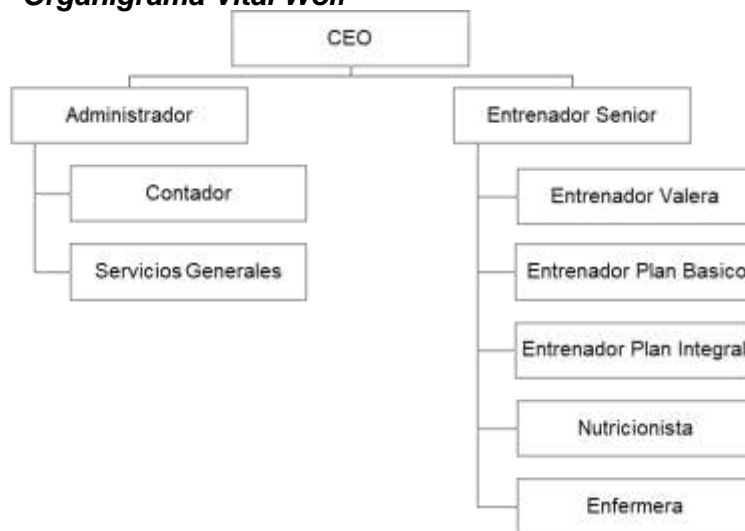 Organigrama Vital Wolf
CEO
Administrador
Entrenador Senior
Contador
Servicios Generales
Entrenador Valera
Entrenador Plan Basico
Entrenador Plan Integral
Nutricionista
Enfermera